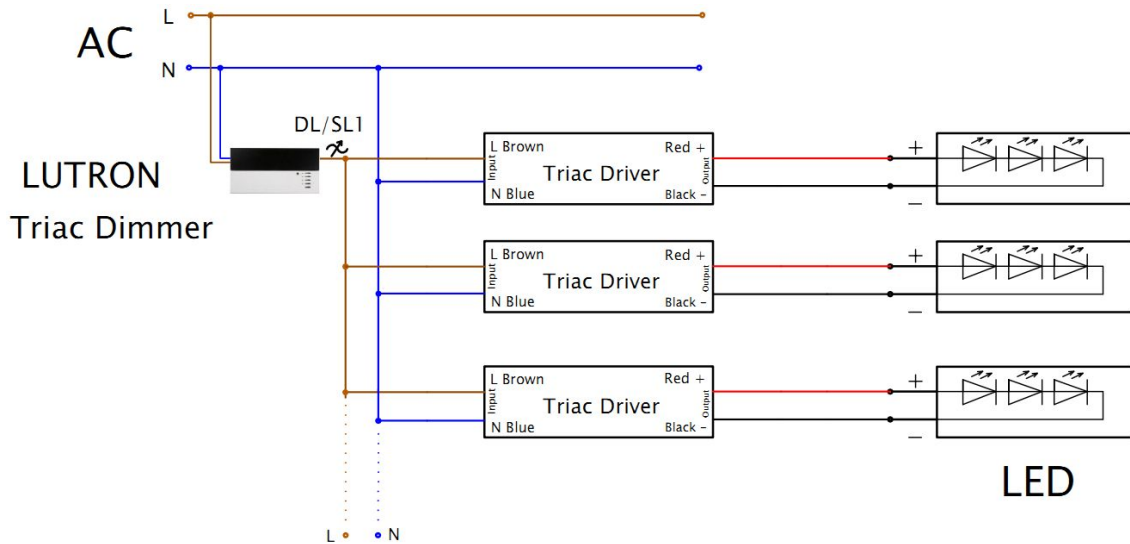 L
AC
N
DL/SL1
LUTRON
Triac Dimmer
L Brown
Input
N Blue
Triac Driver
Red +
Output
Black –
+
–
L Brown
Input
N Blue
Triac Driver
Red +
Output
Black –
+
–
L Brown
Input
N Blue
Triac Driver
Red +
Output
Black –
+
–
LED
L
N